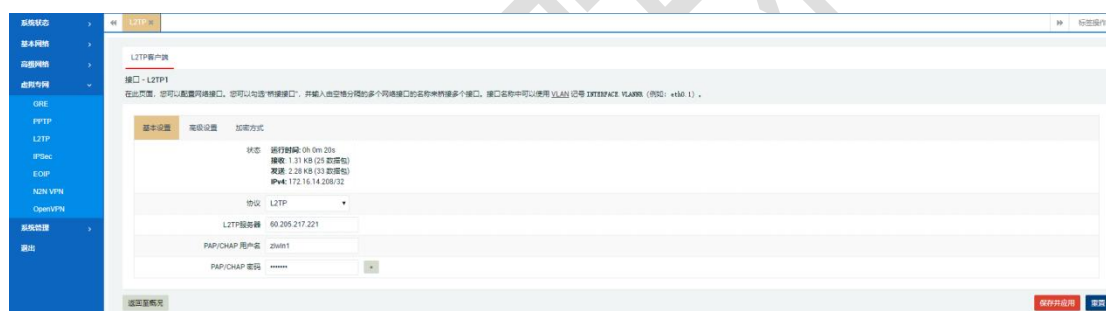 系统状态
L2TP
标签操作
基本网络
高级网络
虚拟专网
GRE
PPTP
L2TP
IPSec
EOIP
N2N VPN
OpenVPN
系统管理
退出
L2TP客户端
接口 - L2TP1
在此页面，您可以配置网络接口。您可以勾选“桥接接口”，并输入由空格分隔的多个网络接口的名称来桥接多个接口。接口名称中可以使用 VLAN 记号 INTERFACE.VLANNR（例如：eth0.1）。
基本设置 高级设置 加密方式
状态 运行时间: 0h 0m 20s
接收: 1.31 KB (25 数据包)
发送: 2.28 KB (33 数据包)
IPv4: 172.16.14.208/32
协议 L2TP
L2TP服务器 60.205.217.221
PAP/CHAP 用户名 zlwin1
PAP/CHAP 密码 •••••••
返回至概况 保存并应用 重置